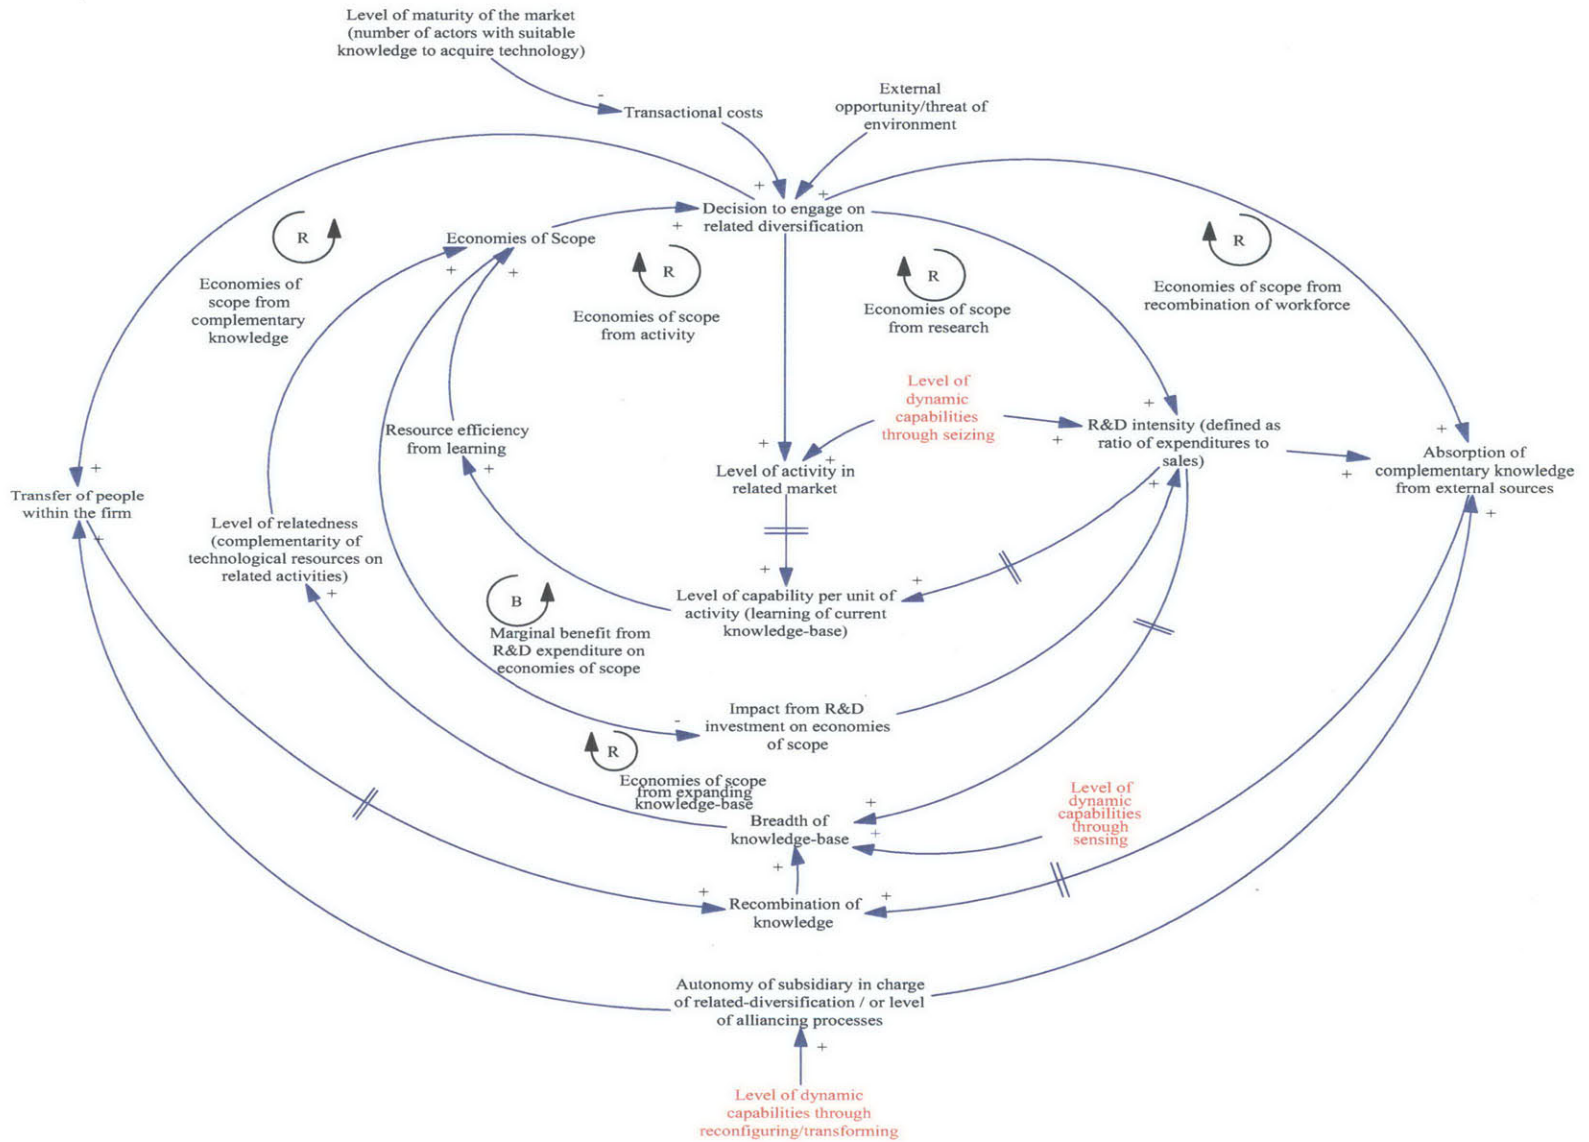 Level of maturity of the market
(number of actors with suitable
knowledge to acquire technology)
-
Transactional costs
External
opportunity/threat of
environment
+
+
Decision to engage on
related diversification
+
Economies of Scope
+
+
R
Economies of
scope from
complementary
knowledge
R
Economies of scope
from activity
R
Economies of scope
from research
R
Economies of scope from
recombination of workforce
Level of
dynamic
capabilities
through seizing
Resource efficiency
from learning
+
+
+
Level of activity in
related market
+
+
R&D intensity (defined as
ratio of expenditures to
sales)
+
+
+
Absorption of
complementary knowledge
from external sources
+
+
Transfer of people
within the firm
+
Level of relatedness
(complementarity of
technological resources on
related activities)
+
+
+
Level of capability per unit of
activity (learning of current
knowledge-base)
B
Marginal benefit from
R&D expenditure on
economies of scope
-
Impact from R&D
investment on economies
of scope
R
Economies of scope
from expanding
knowledge-base
+
+
Breadth of
knowledge-base
Level of
dynamic
capabilities
through
sensing
+
+
+
Recombination of
knowledge
Autonomy of subsidiary in charge
of related-diversification / or level
of alliancing processes
+
Level of dynamic
capabilities through
reconfiguring/transforming